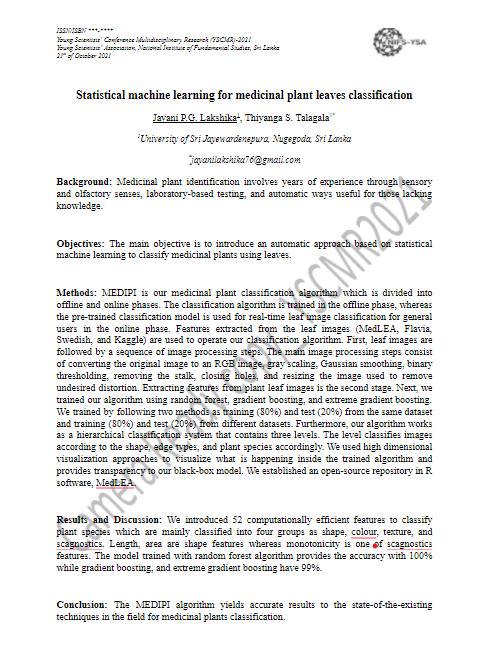 ISSN/ISBN ***-****
Young Scientists' Conference Multidisciplinary Research (YSCMR)-2021
Young Scientists' Association, National Institute of Fundamental Studies, Sri Lanka
21st of October 2021
NIFS-YSA
Statistical machine learning for medicinal plant leaves classification
Jayani P.G. Lakshika1, Thiyanga S. Talagala1*
1University of Sri Jayewardenepura, Nugegoda, Sri Lanka
*jayanilakshika76@gmail.com
Background: Medicinal plant identification involves years of experience through sensory
and olfactory senses, laboratory-based testing, and automatic ways useful for those lacking
knowledge.
Objectives: The main objective is to introduce an automatic approach based on statistical
machine learning to classify medicinal plants using leaves.
Methods: MEDIPI is our medicinal plant classification algorithm which is divided into
offline and online phases. The classification algorithm is trained in the offline phase, whereas
the pre-trained classification model is used for real-time leaf image classification for general
users in the online phase. Features extracted from the leaf images (MedLEA, Flavia,
Swedish, and Kaggle) are used to operate our classification algorithm. First, leaf images are
followed by a sequence of image processing steps. The main image processing steps consist
of converting the original image to an RGB image, gray scaling, Gaussian smoothing, binary
thresholding, removing the stalk, closing holes, and resizing the image used to remove
undesired distortion. Extracting features from plant leaf images is the second stage. Next, we
trained our algorithm using random forest, gradient boosting, and extreme gradient boosting.
We trained by following two methods as training (80%) and test (20%) from the same dataset
and training (80%) and test (20%) from different datasets. Furthermore, our algorithm works
as a hierarchical classification system that contains three levels. The level classifies images
according to the shape, edge types, and plant species accordingly. We used high dimensional
visualization approaches to visualize what is happening inside the trained algorithm and
provides transparency to our black-box model. We established an open-source repository in R
software, MedLEA.
Results and Discussion: We introduced 52 computationally efficient features to classify
plant species which are mainly classified into four groups as shape, colour, texture, and
scagnostics. Length, area are shape features whereas monotonicity is one of scagnostics
features. The model trained with random forest algorithm provides the accuracy with 100%
while gradient boosting, and extreme gradient boosting have 99%.
Conclusion: The MEDIPI algorithm yields accurate results to the state-of-the-existing
techniques in the field for medicinal plants classification.